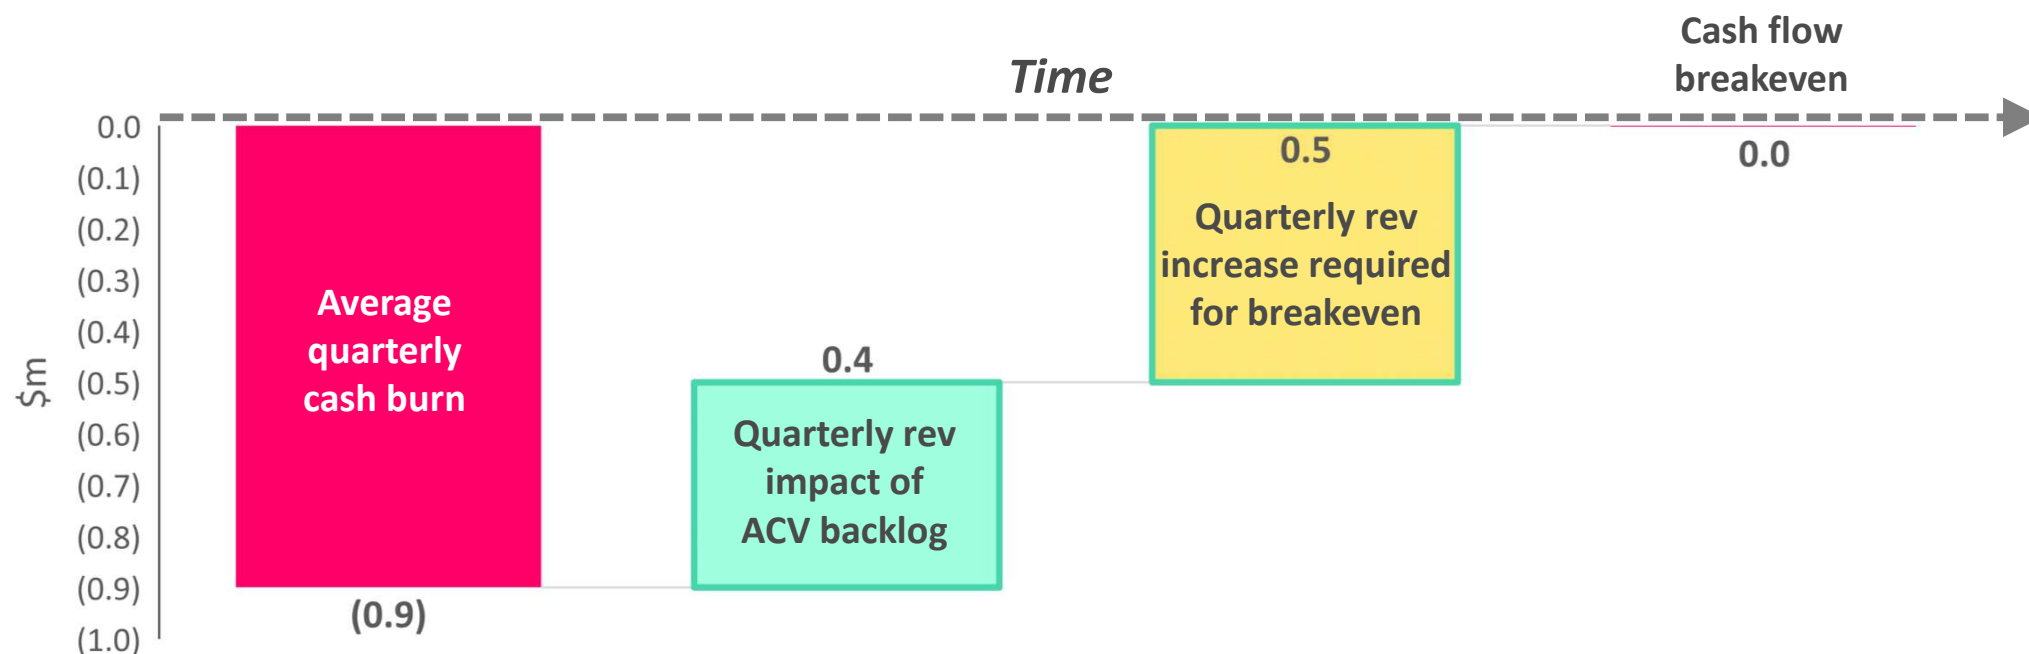 Cash flow
breakeven
Time
0.0
(0.1)
(0.2)
(0.3)
(0.4)
(0.5)
(0.6)
(0.7)
(0.8)
(0.9)
(1.0)
$m
Average
quarterly
cash burn
(0.9)
0.4
Quarterly rev
impact of
ACV backlog
0.5
Quarterly rev
increase required
for breakeven
0.0